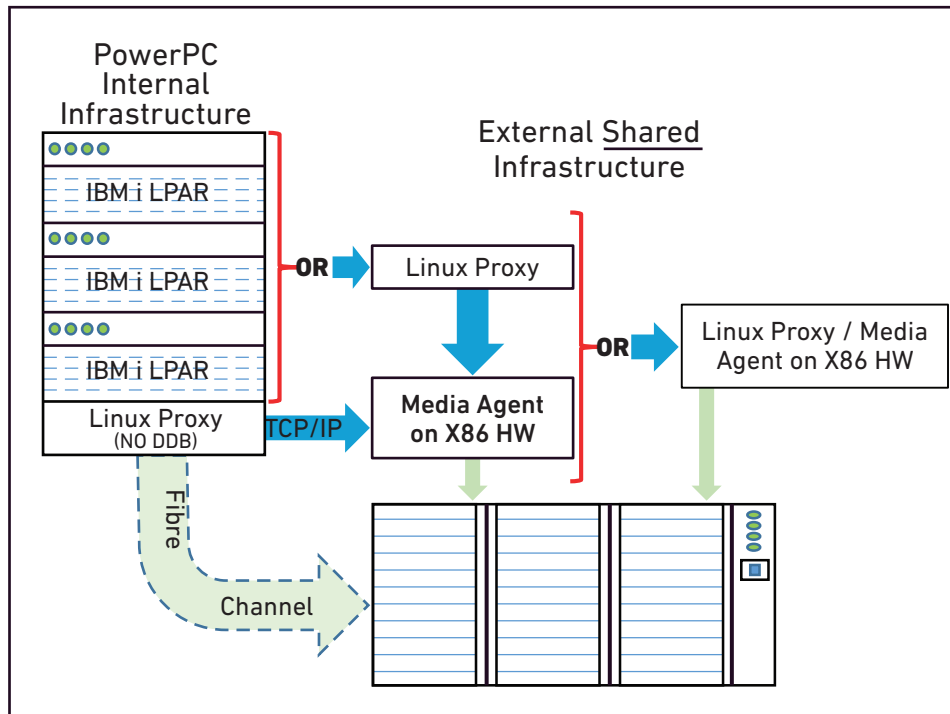 PowerPC
Internal
Infrastructure
IBM i LPAR
IBM i LPAR
IBM i LPAR
Linux Proxy
(NO DDB)
External Shared
Infrastructure
OR
Linux Proxy
TCP/IP
Media Agent
on X86 HW
OR
Linux Proxy / Media
Agent on X86 HW
Fibre
Channel